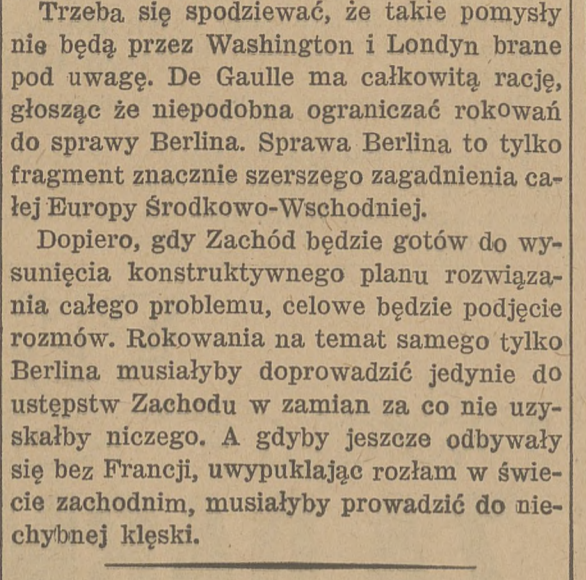 Trzeba się spodziewać, że takie pomysły
nie będą przez Washington i Londyn brane
pod uwagę. De Gaulle ma całkowitą rację,
głosząc że niepodobna ograniczać rokowań
do sprawy Berlina. Sprawa Berlina to tylko
fragment znacznie szerszego zagadnienia ca-
łej Europy Środkowo-Wschodniej.
Dopiero, gdy Zachód będzie gotów do wy-
sunięcia konstruktywnego planu rozwiąza-
nia całego problemu, celowe będzie podjęcie
rozmów. Rokowania na temat samego tylko
Berlina musiałyby doprowadzić jedynie do
ustępstw Zachodu w zamian za co nie uzy-
skałby niczego. A gdyby jeszcze odbywały
się bez Francji, uwypuklając rozłam w świe-
cie zachodnim, musiałyby prowadzić do nie-
chybnej klęski.